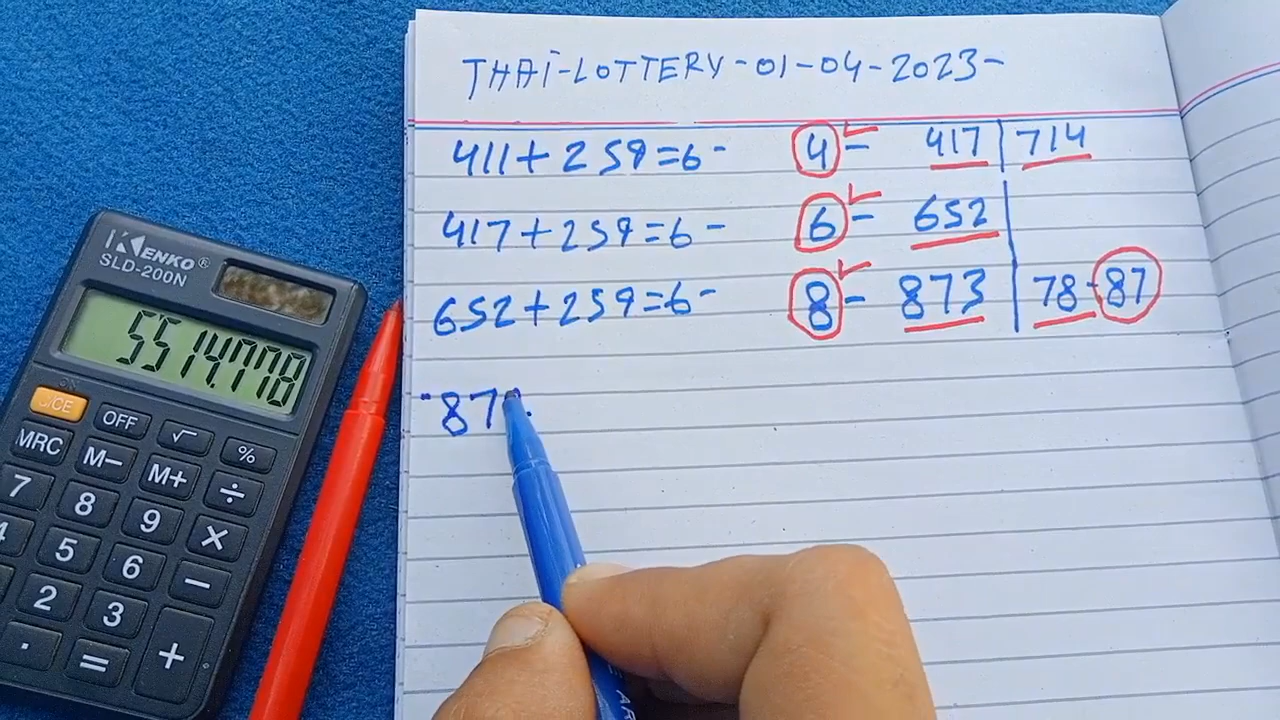 THAI-LOTTERY-01-04-2023-
411+259=6- 4- 417 | 714
417+259=6- 6- 652 |
652+259=6- 8- 873 | 78-87
"87
KENKO®
SLD-200N
5514.778
ON
C/CE OFF √ %
MRC M− M+ ÷
7 8 9 ×
4 5 6 −
2 3 +
. =